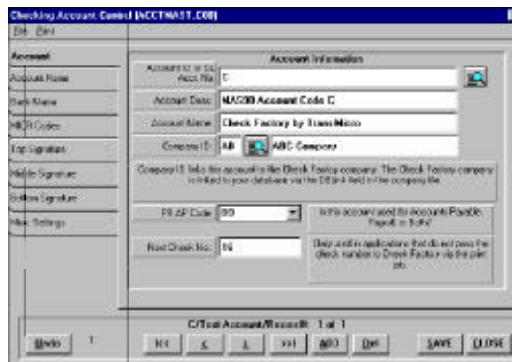 Checking Account Control (ACCTMAST.C00)
File Print
Account
Account Name
Bank Name
MICR Codes
Top Signature
Middle Signature
Bottom Signature
Misc. Settings
Account Information
Acct. No. C
Account Desc: MAS90 Account Code C
Account Name: Check Factory by TransMicro
Company ID: AB ABC Company
Company ID links this account to the Check Factory company. The Check Factory company is linked to your database via the DBLink field in the company file.
PR AP Code
Is this account used for Accounts Payable, Payroll, or Both?
Next Check No.
Only used in applications that do not pass the check number to Check Factory via the print job.
C/Test Account/Record#: 1 of 1
Undo 1 |<< < > >>| ADD Del SAVE CLOSE